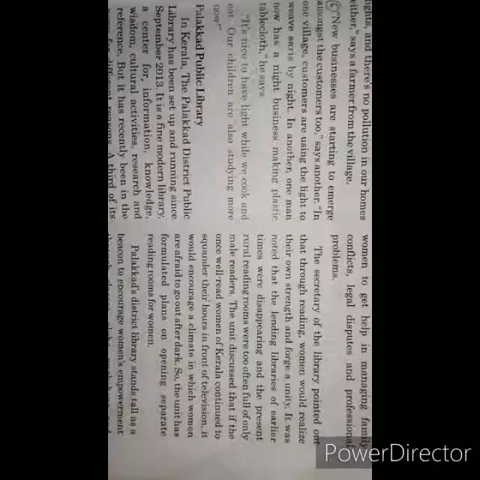 lights, and there's no pollution in our homes
either," says a farmer from the village.
C "New businesses are starting to emerge
amongst the customers too," says another. "In
one village, customers are using the light to
weave saris by night. In another, one man
now has a night business making plastic
tablecloth," he says
"It's nice to have light while we cook and
eat. Our children are also studying more
now."
Palakkad Public Library
In Kerala, The Palakkad District Public
Library has been set up and running since
September 2013. It is a fine modern library,
a center for, information, knowledge,
wisdom, cultural activities, research and
reference. But it has recently been in the
for different reasons. A third of its
women to get help in managing family
conflicts, legal disputes and professional
problems.
The secretary of the library pointed out
that through reading, women would realize
their own strength and forge a unity. It was
noted that the lending libraries of earlier
times were disappearing and the present
rural reading rooms were too often full of only
male readers. The unit discussed that if the
once well-read women of Kerala continued to
squander their hours in front of television, it
would encourage a climate in which women
are afraid to go out after dark. So, the unit has
formulated plans on opening separate
reading rooms for women.
Palakkad's district library stands tall as a
beacon to encourage women's empowerment
PowerDirector